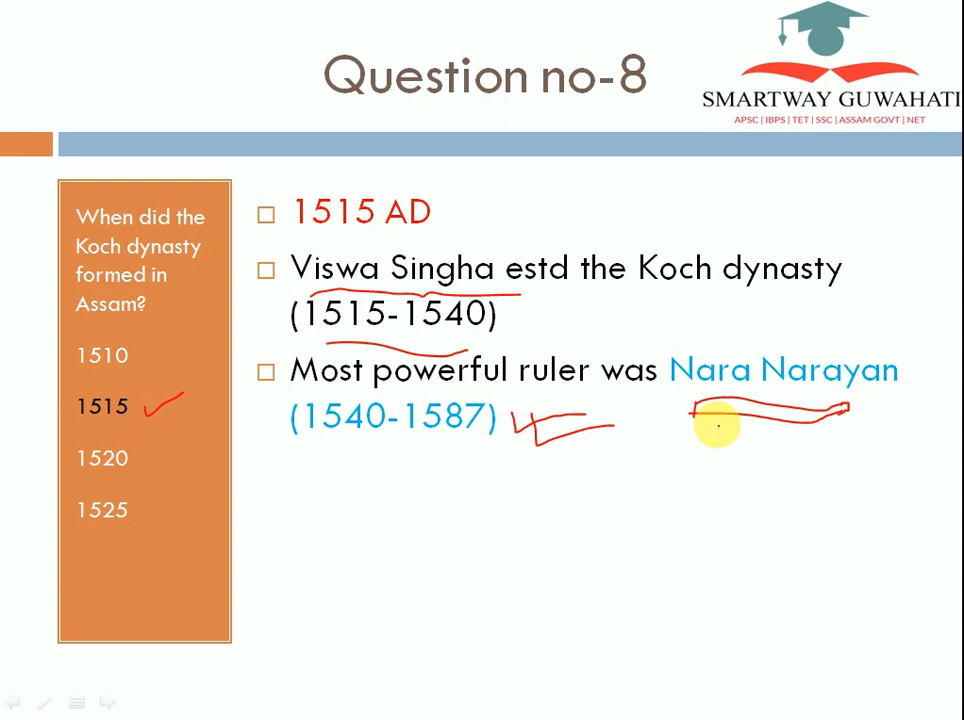 Question no-8
SMARTWAY GUWAHATI
APSC | IBPS | TET | SSC | ASSAM GOVT | NET
When did the
Koch dynasty
formed in
Assam?
1510
1515
1520
1525
1515 AD
Viswa Singha estd the Koch dynasty
(1515-1540)
Most powerful ruler was Nara Narayan
(1540-1587)